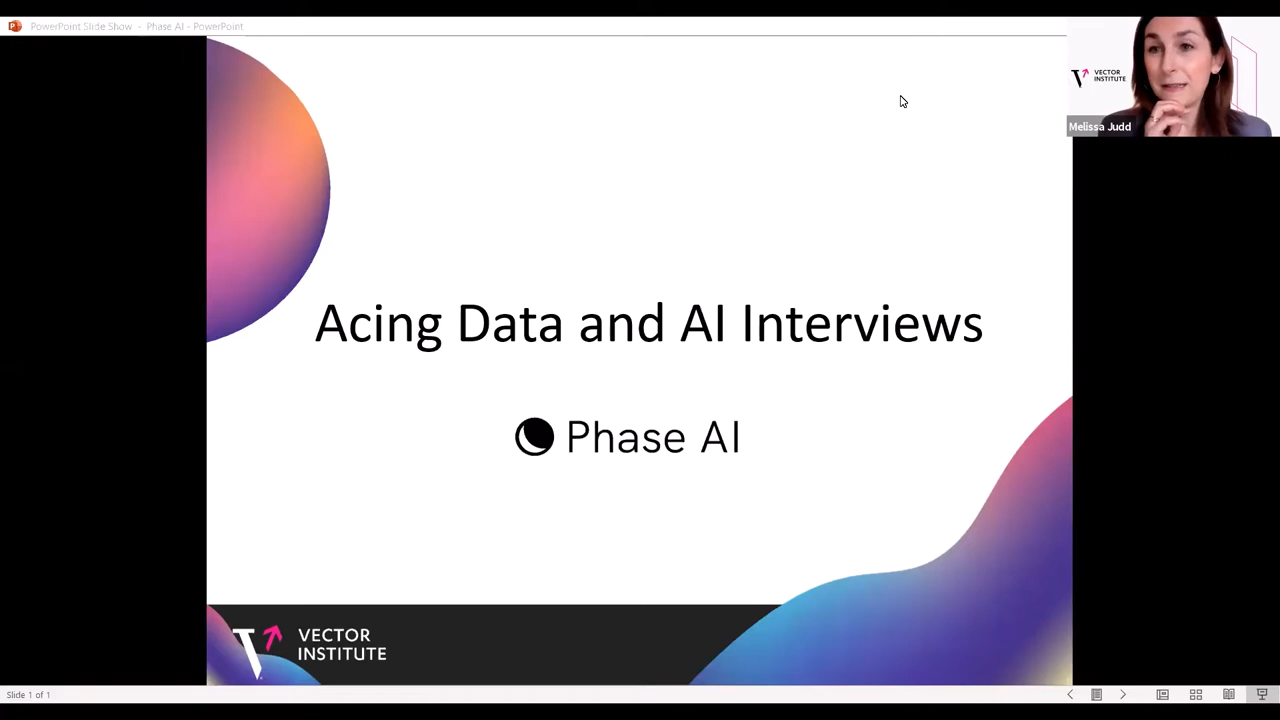 PowerPoint Slide Show - Phase AI - PowerPoint
VECTOR
INSTITUTE
Melissa Judd
Acing Data and AI Interviews
Phase AI
VECTOR
INSTITUTE
Slide 1 of 1